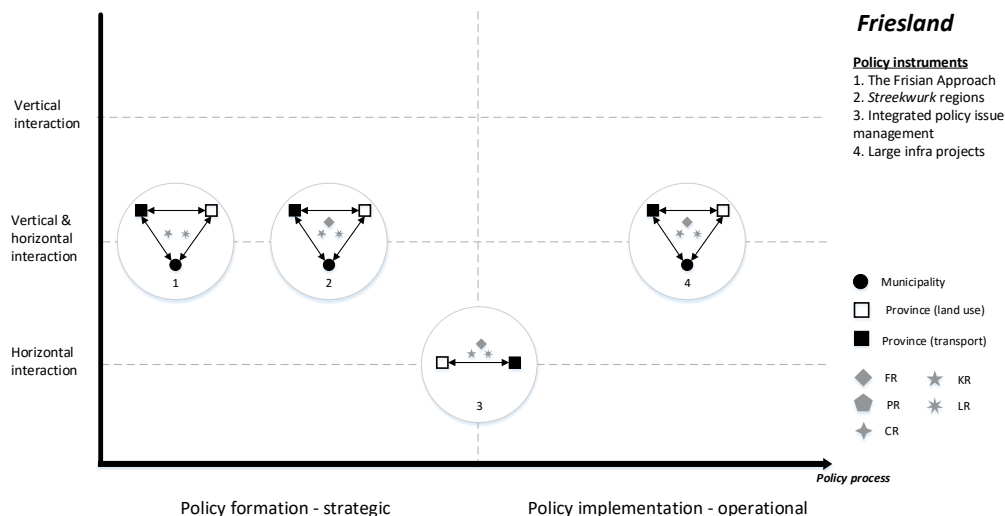 Friesland
Policy instruments
1. The Frisian Approach
2. Streekwurk regions
3. Integrated policy issue
management
4. Large infra projects
Vertical
interaction
Vertical &
horizontal
interaction
Horizontal
interaction
1
2
4
3
Municipality
Province (land use)
Province (transport)
FR
KR
PR
LR
CR
Policy process
Policy formation - strategic
Policy implementation - operational